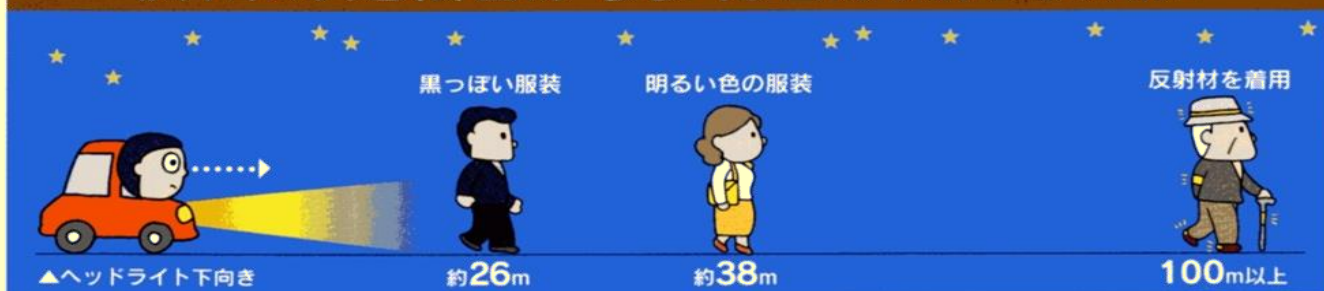 黒っぽい服装
明るい色の服装
反射材を着用
▲ヘッドライト下向き
約26m
約38m
100m以上